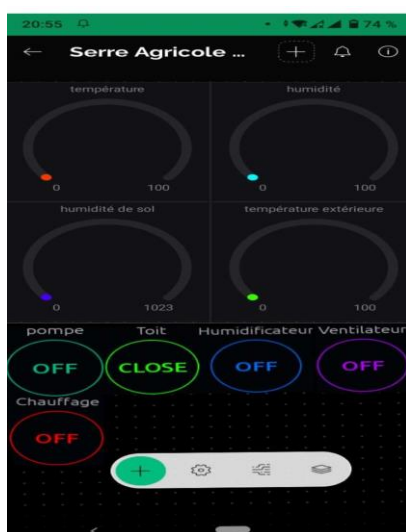 20:55 74 %
Serre Agricole ...
température humidité
0 100 0 100
humidité de sol température extérieure
0 1023 0 100
pompe Toit Humidificateur Ventilateur
OFF CLOSE OFF OFF
Chauffage
OFF